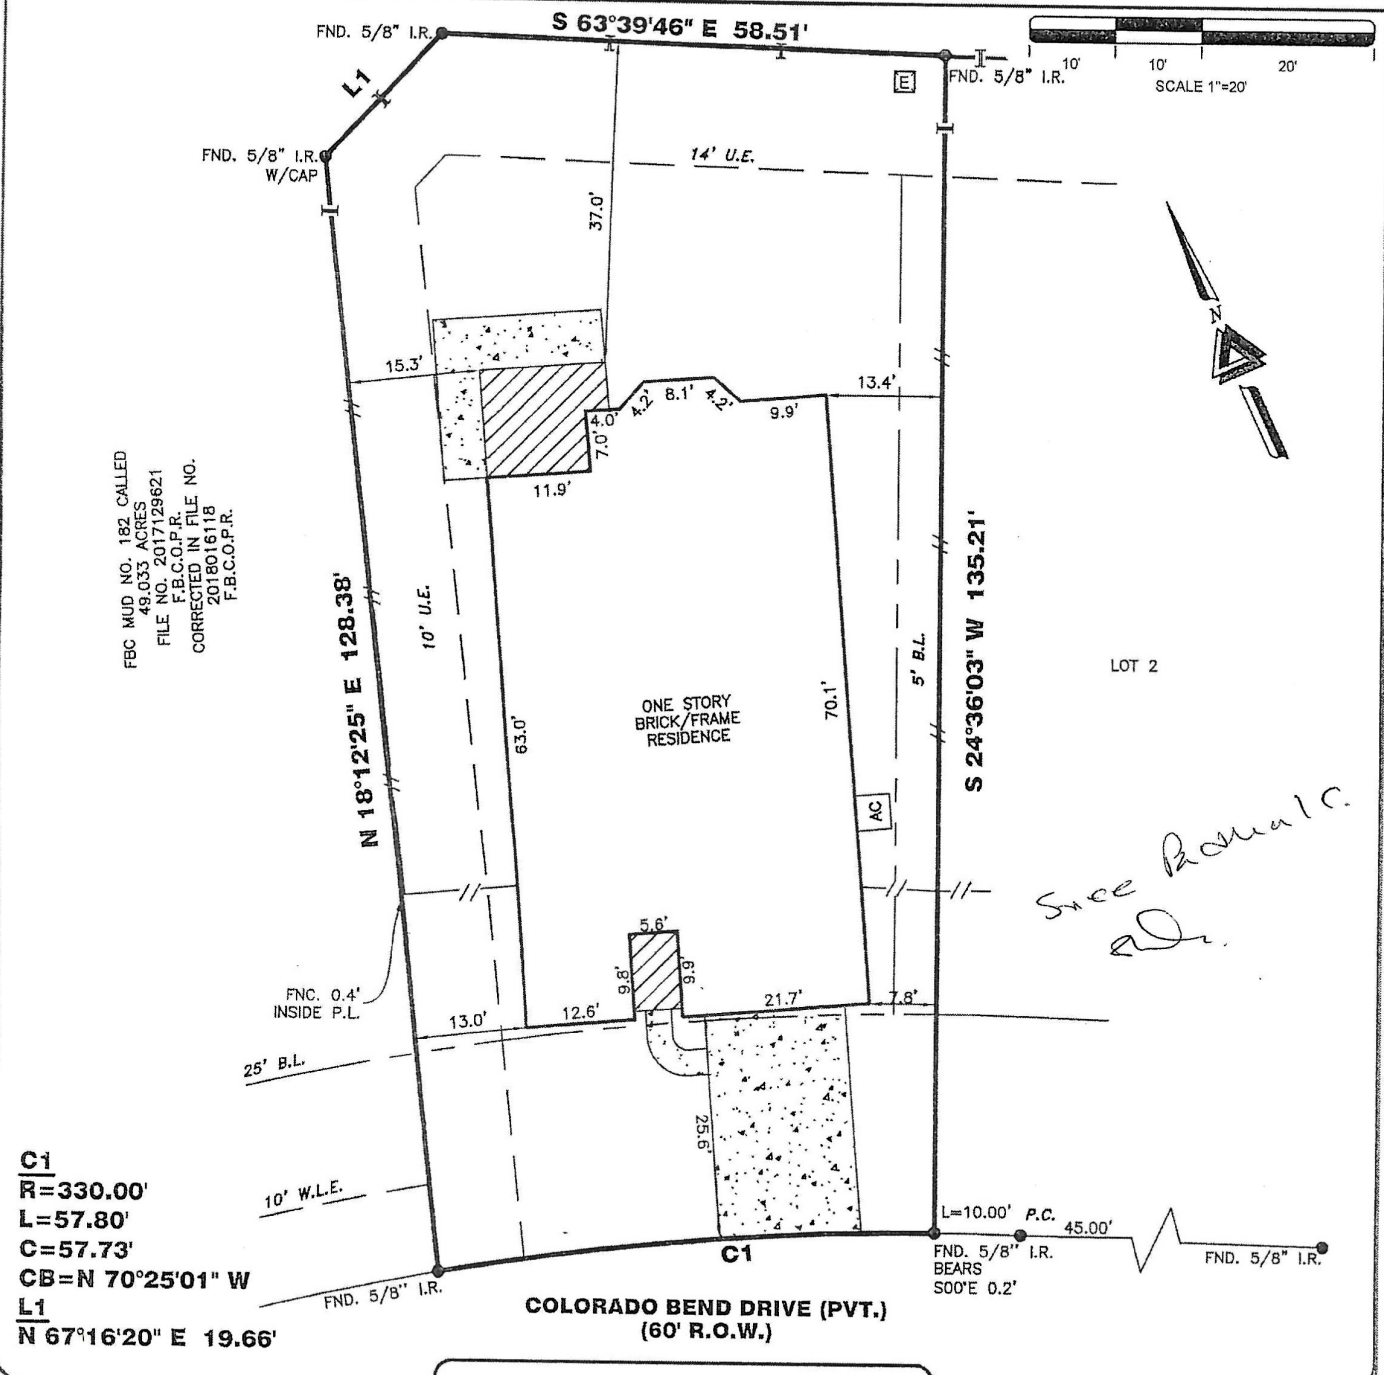 S 63°39'46" E 58.51'
FND. 5/8" I.R.
L1
10'
10'
20'
SCALE 1"=20'
E
FND. 5/8" I.R.
FND. 5/8" I.R.
W/CAP
14' U.E.
37.0'
N
15.3'
4.0'
4.2'
8.1'
4.2'
9.9'
13.4'
7.0'
11.9'
FBC MUD NO. 182 CALLED
49.033 ACRES
FILE NO. 2017129621
F.B.C.O.P.R.
CORRECTED IN FILE NO.
2018016118
F.B.C.O.P.R.
N 18°12'25" E 128.38'
10' U.E.
63.0'
ONE STORY
BRICK/FRAME
RESIDENCE
70.1'
5' B.L.
S 24°36'03" W 135.21'
LOT 2
AC
5.6'
9.8'
9.9'
FNC. 0.4'
INSIDE P.L.
13.0'
12.6'
21.7'
7.8'
25' B.L.
25.6'
10' W.L.E.
C1
R=330.00'
L=57.80'
C=57.73'
CB=N 70°25'01" W
L1
N 67°16'20" E 19.66'
FND. 5/8" I.R.
C1
L=10.00' P.C.
45.00'
FND. 5/8" I.R.
BEARS
S00°E 0.2'
FND. 5/8" I.R.
COLORADO BEND DRIVE (PVT.)
(60' R.O.W.)